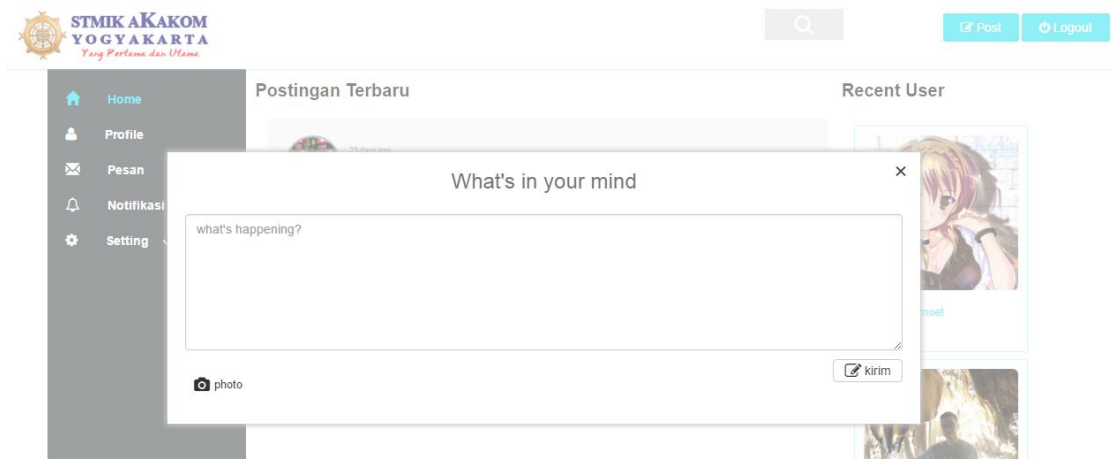 STMIK AKAKOM
YOGYAKARTA
Yang Pertama dan Utama
Post
Logout
Home
Profile
Pesan
Notifikasi
Setting
Postingan Terbaru
Recent User
What's in your mind
×
what's happening?
photo
kirim
moet